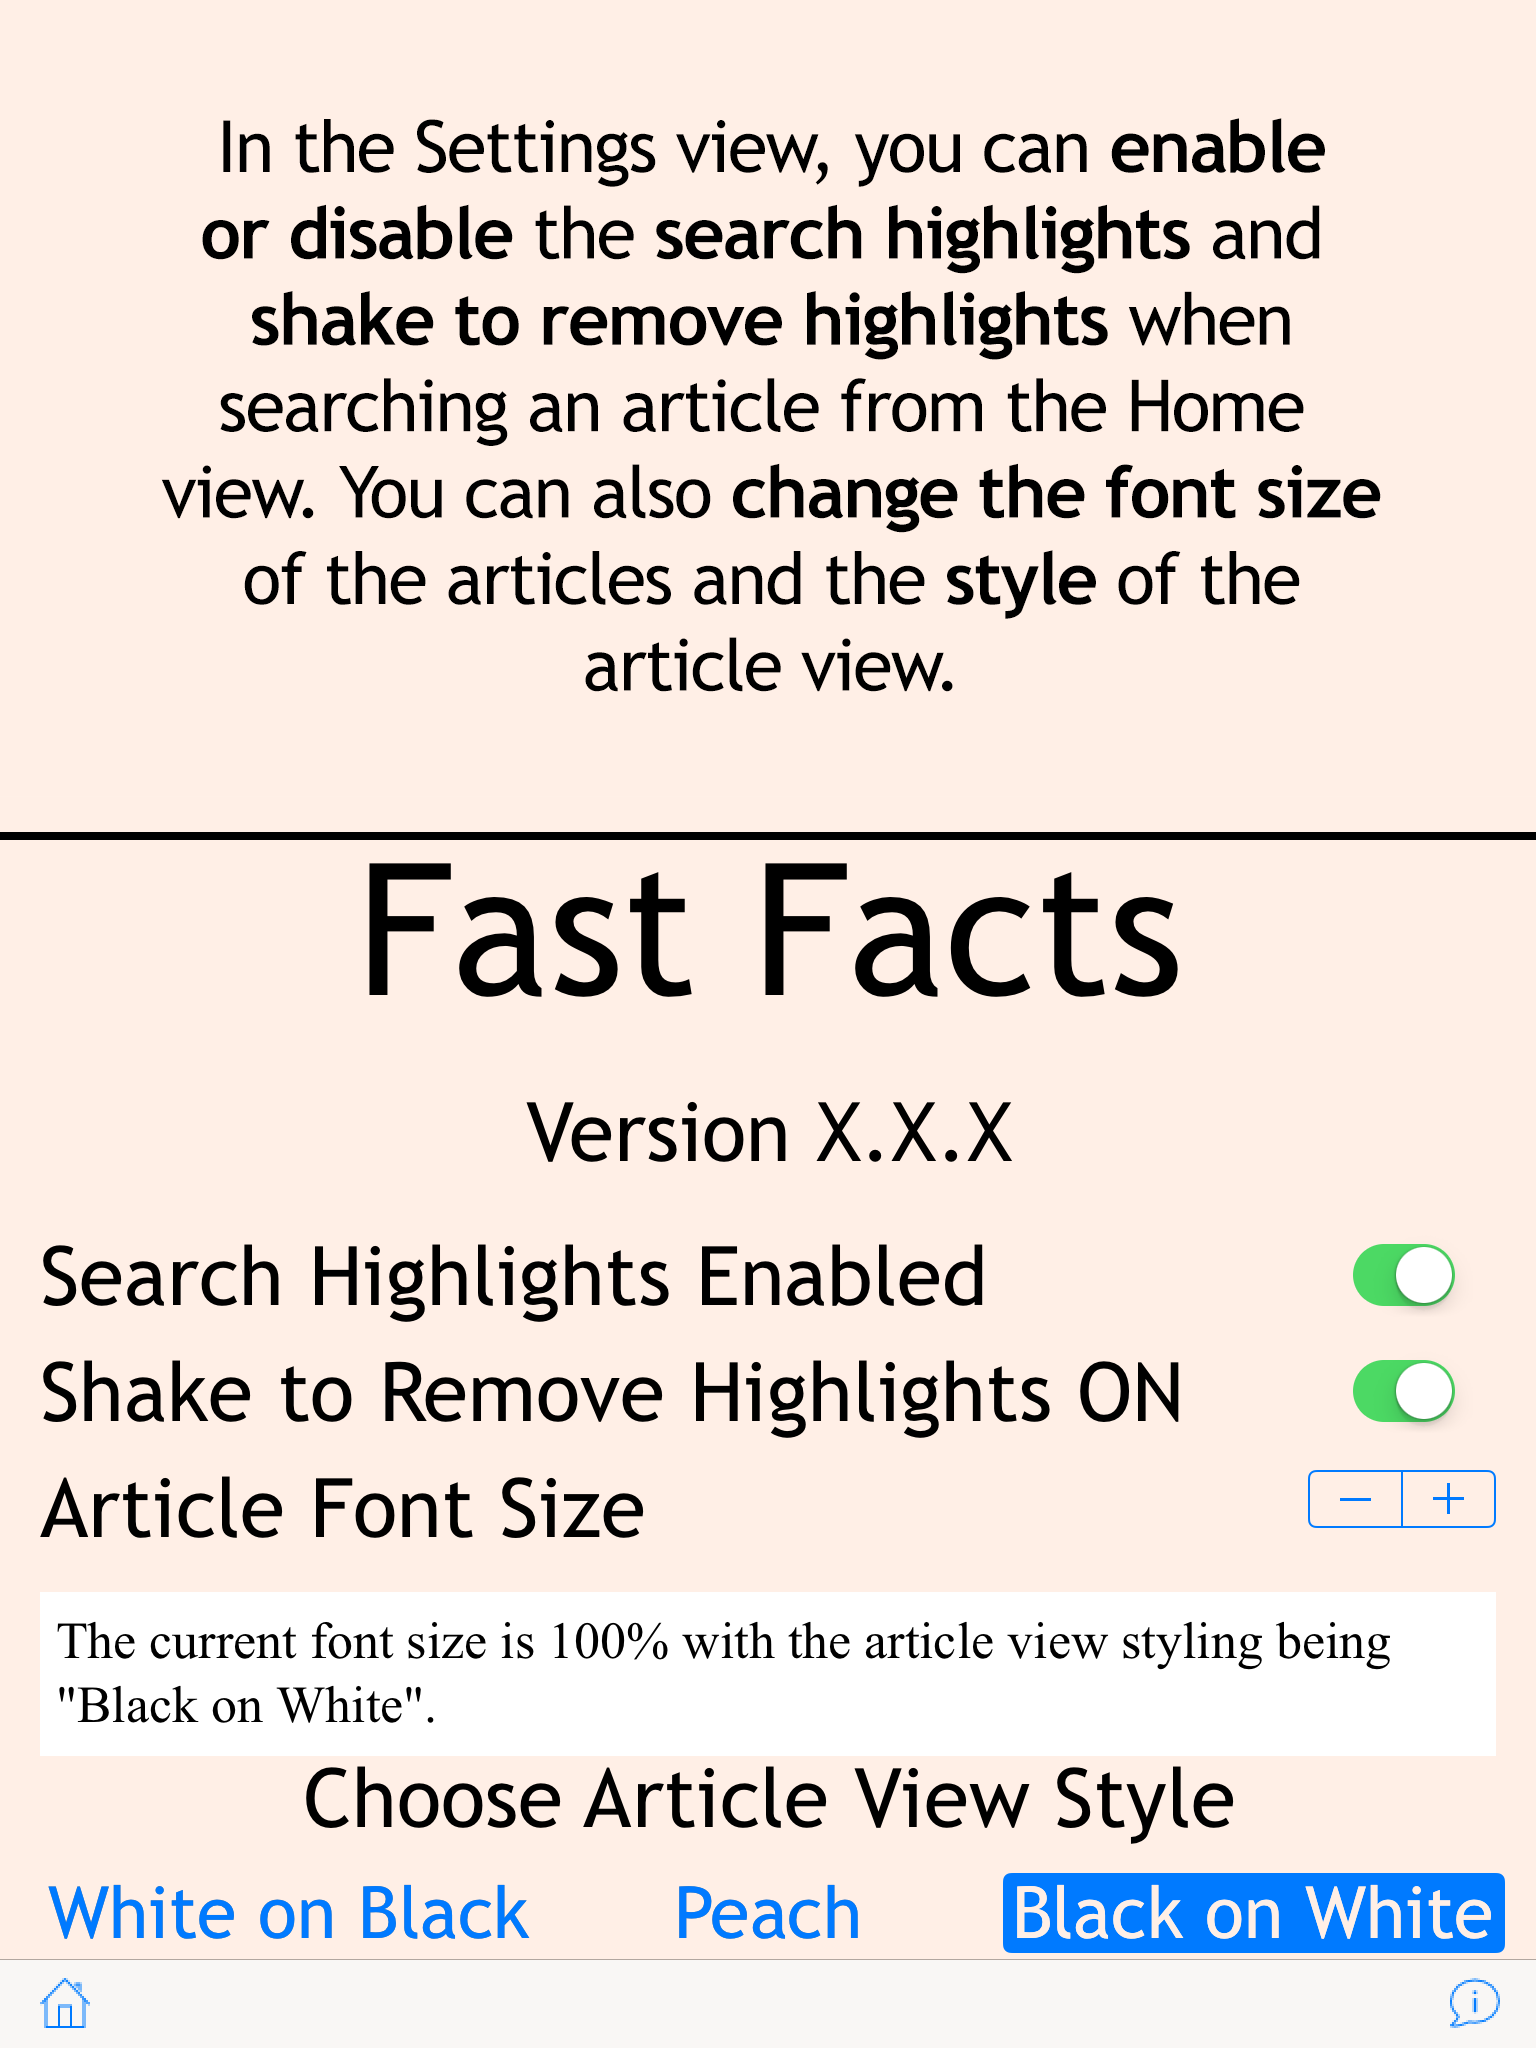 In the Settings view, you can enable
or disable the search highlights and
shake to remove highlights when
searching an article from the Home
view. You can also change the font size
of the articles and the style of the
article view.
Fast Facts
Version X.X.X
Search Highlights Enabled
Shake to Remove Highlights ON
Article Font Size
The current font size is 100% with the article view styling being
"Black on White".
Choose Article View Style
White on Black Peach Black on White